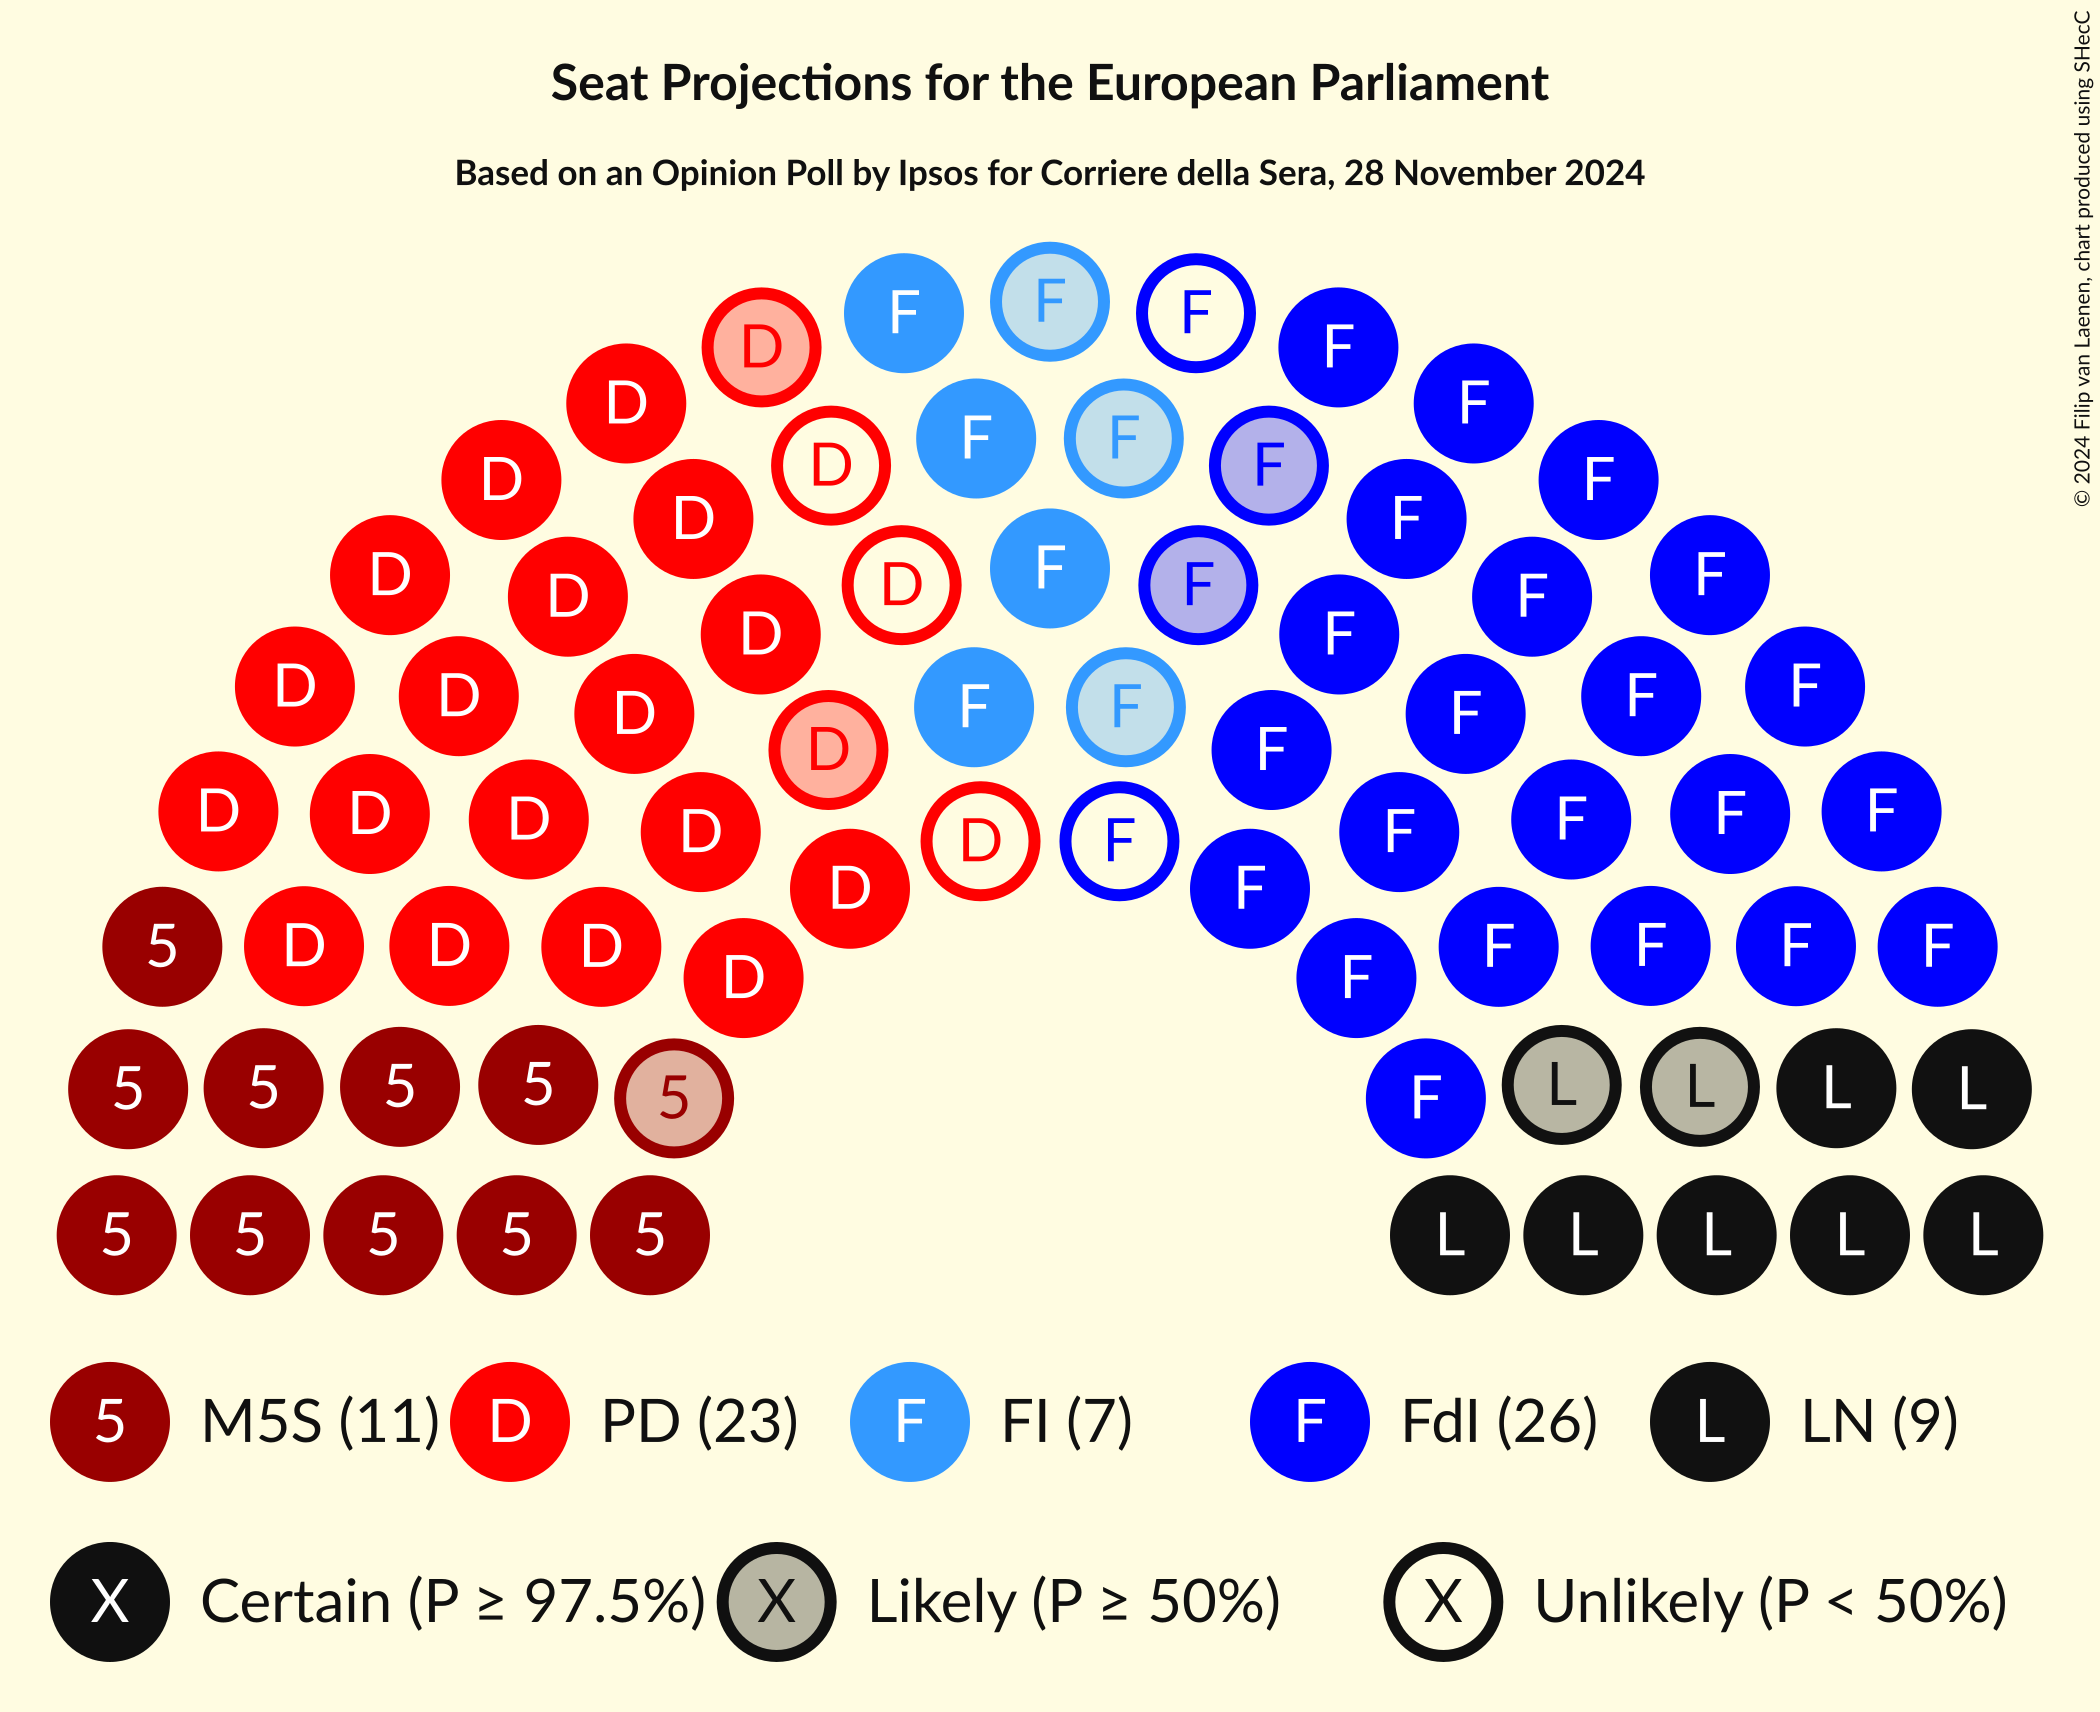 Seat Projections for the European Parliament
Based on an Opinion Poll by Ipsos for Corriere della Sera, 28 November 2024
© 2024 Filip van Laenen, chart produced using SHecC
F
F F
D F
D F
F F
D F
D F
D F
D F
D F
D F
D F
F
D F
D F
D F
D F
D F
D F
F F
D F
D F
D F
D F
D F
D F
D F
D F
D F
D F
5 D D D F F F F
D F
5 5 5 5 5 F L L L L
5 5 5 5 5 L L L L L
5 M5S (11) D PD (23) F FI (7) F FdI (26) L LN (9)
X Certain (P ≥ 97.5%) X Likely (P ≥ 50%) X Unlikely (P < 50%)